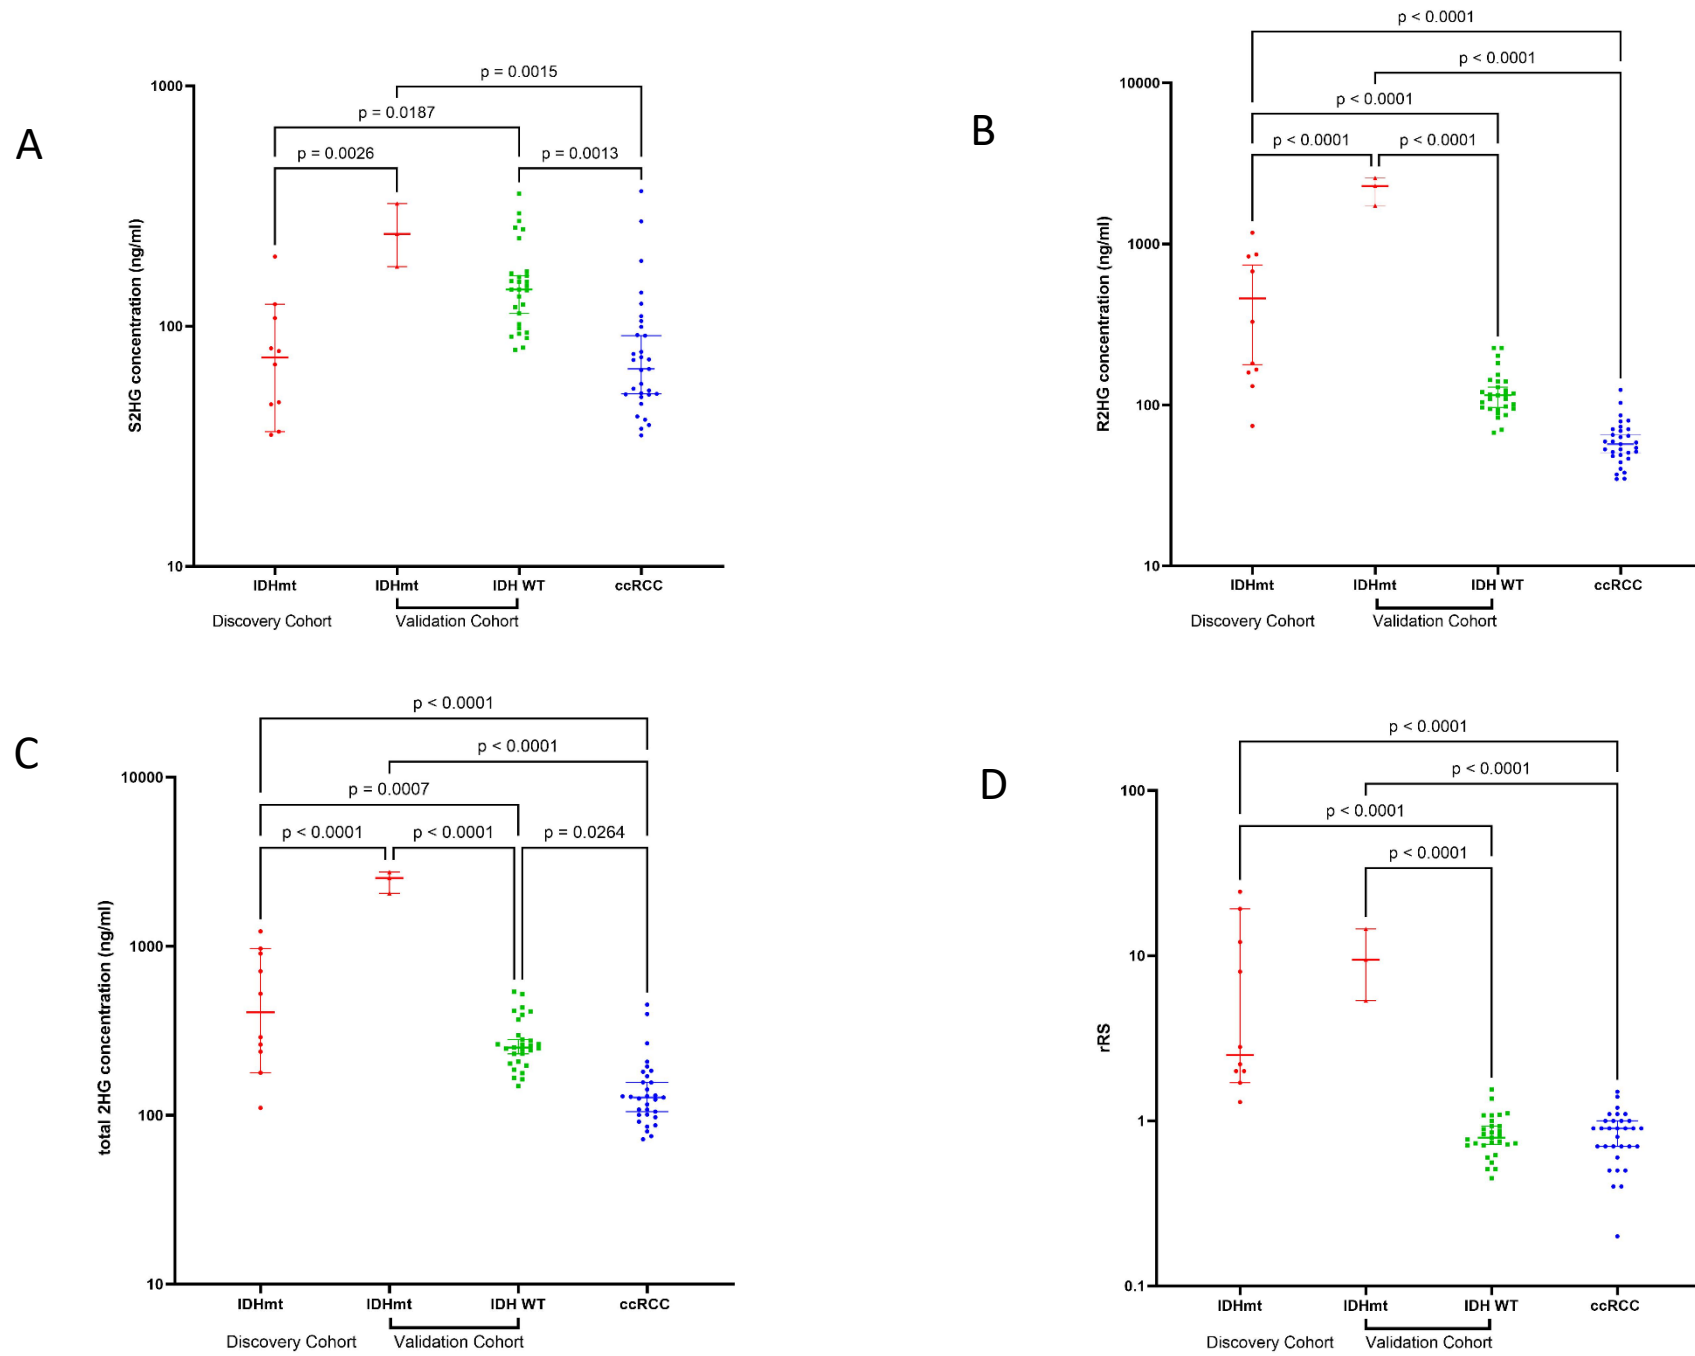 A
p = 0.0015
p = 0.0187
p = 0.0026
p = 0.0013
S2HG concentration (ng/ml)
1000
100
10
IDHmt
IDHmt
IDH WT
ccRCC
Discovery Cohort
Validation Cohort
B
p < 0.0001
p < 0.0001
p < 0.0001
p < 0.0001
p < 0.0001
R2HG concentration (ng/ml)
10000
1000
100
10
IDHmt
IDHmt
IDH WT
ccRCC
Discovery Cohort
Validation Cohort
C
p < 0.0001
p < 0.0001
p = 0.0007
p < 0.0001
p < 0.0001
p = 0.0264
total 2HG concentration (ng/ml)
10000
1000
100
10
IDHmt
IDHmt
IDH WT
ccRCC
Discovery Cohort
Validation Cohort
D
p < 0.0001
p < 0.0001
p < 0.0001
p < 0.0001
rRS
100
10
1
0.1
IDHmt
IDHmt
IDH WT
ccRCC
Discovery Cohort
Validation Cohort